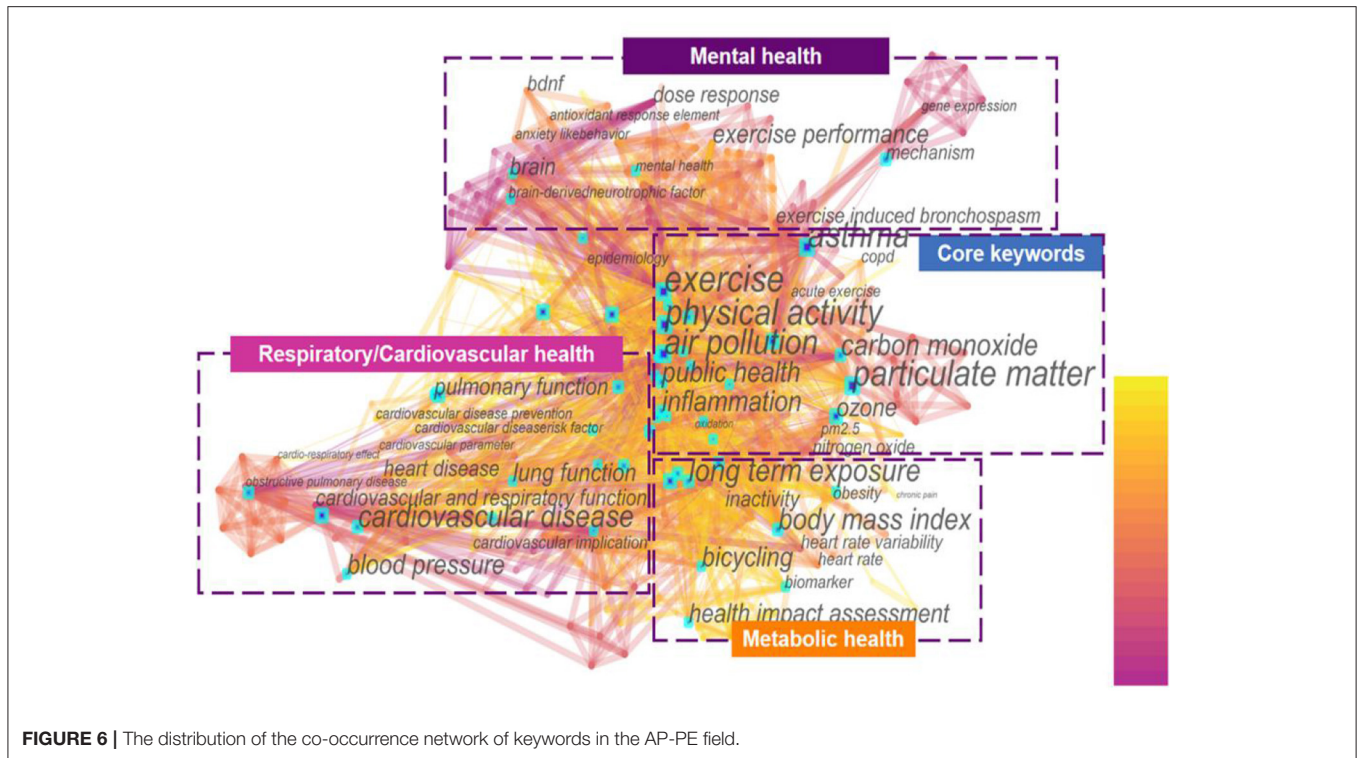 Mental health
bdnf
dose response
antioxidant response element
gene expression
anxiety likebehavior
exercise performance
mechanism
brain
mental health
brain-derivedneurotrophic factor
exercise induced bronchospasm
asthma
Core keywords
epidemiology
copd
exercise
acute exercise
physical activity
air pollution
carbon monoxide
Respiratory/Cardiovascular health
public health
particulate matter
pulmonary function
inflammation
ozone
cardiovascular disease prevention
oxidation
pm2.5
cardiovascular diseaserisk factor
nitrogen oxide
cardiovascular parameter
cardio-respiratory effect
heart disease
lung function
long term exposure
obstructive pulmonary disease
cardiovascular and respiratory function
inactivity
obesity
chronic pain
cardiovascular disease
body mass index
cardiovascular implication
heart rate variability
blood pressure
bicycling
heart rate
biomarker
health impact assessment
Metabolic health
FIGURE 6 | The distribution of the co-occurrence network of keywords in the AP-PE field.